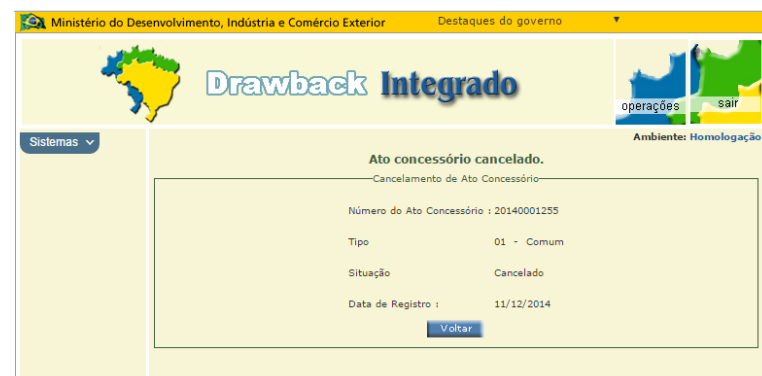 Ministério do Desenvolvimento, Indústria e Comércio Exterior
Destaques do governo
Drawback Integrado
operações
sair
Sistemas
Ambiente: Homologação
Ato concessório cancelado.
Cancelamento de Ato Concessório
Número do Ato Concessório : 20140001255
Tipo 01 - Comum
Situação Cancelado
Data de Registro : 11/12/2014
Voltar